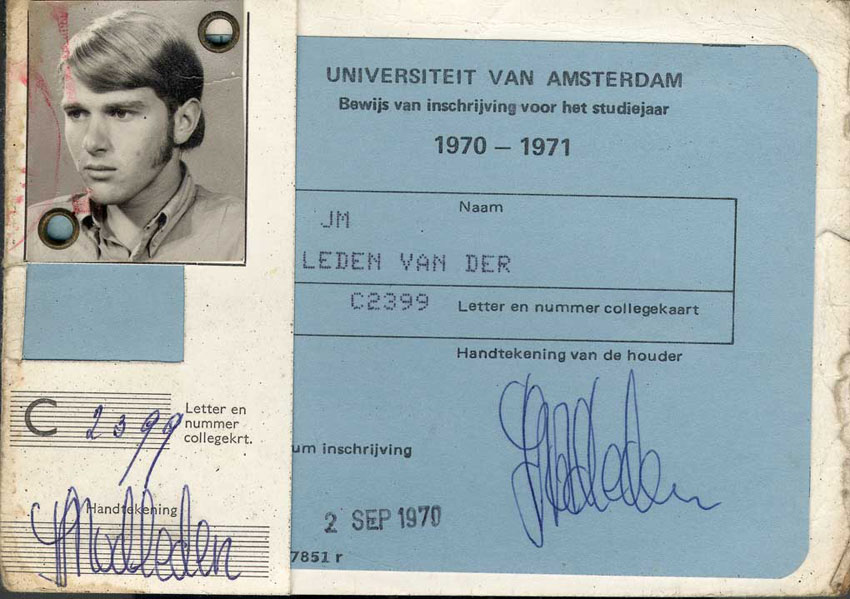 UNIVERSITEIT VAN AMSTERDAM
Bewijs van inschrijving voor het studiejaar
1970 – 1971
Naam
JM
LEDEN VAN DER
C2399 Letter en nummer collegekaart
Handtekening van de houder
um inschrijving
2 SEP 1970
7851 r
C 2399 Letter en
nummer
collegekrt.
Handtekening